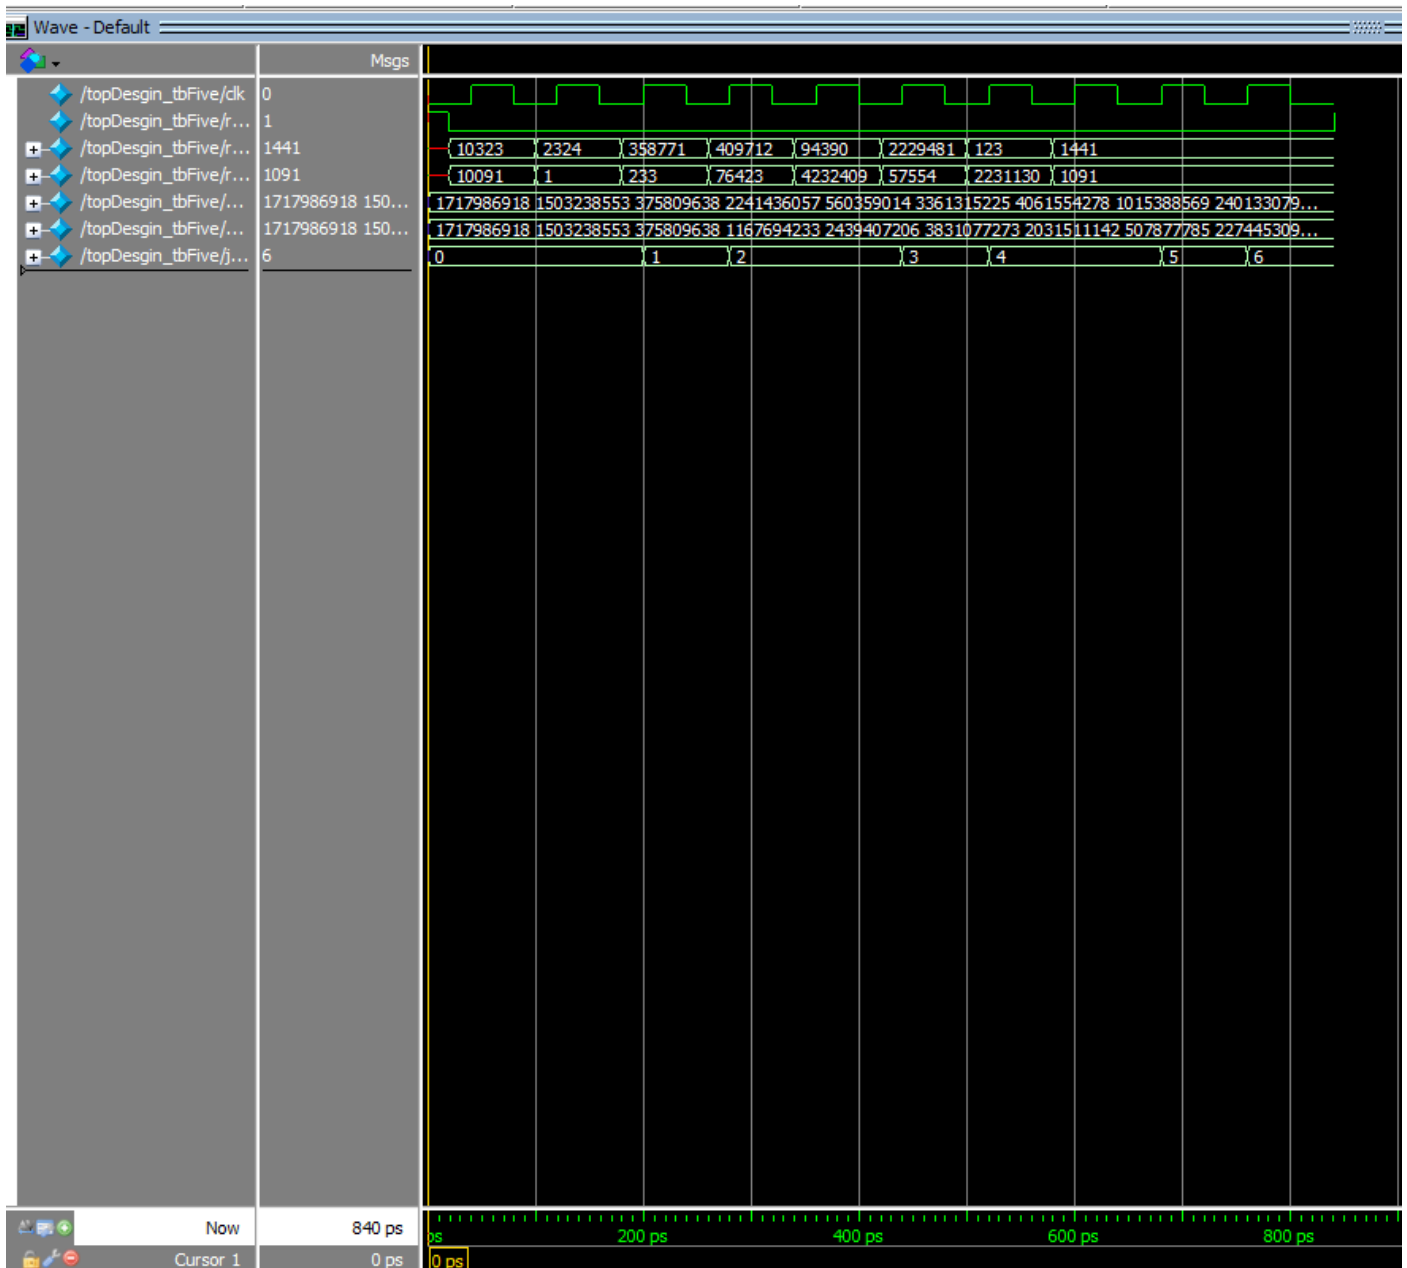 Wave - Default
Msgs
/topDesgin_tbFive/clk 0
/topDesgin_tbFive/r... 1
/topDesgin_tbFive/r... 1441 10323 2324 358771 409712 94390 2229481 123 1441
/topDesgin_tbFive/r... 1091 10091 1 233 76423 4232409 57554 2231130 1091
/topDesgin_tbFive/... 1717986918 150... 1717986918 1503238553 375809638 2241436057 560359014 3361315225 4061554278 1015388569 240133079...
/topDesgin_tbFive/... 1717986918 150... 1717986918 1503238553 375809638 1167694233 2439407206 3831077273 2031511142 507877785 227445309...
/topDesgin_tbFive/j... 6 0 1 2 3 4 5 6
Now 840 ps ps 200 ps 400 ps 600 ps 800 ps
Cursor 1 0 ps 0 ps